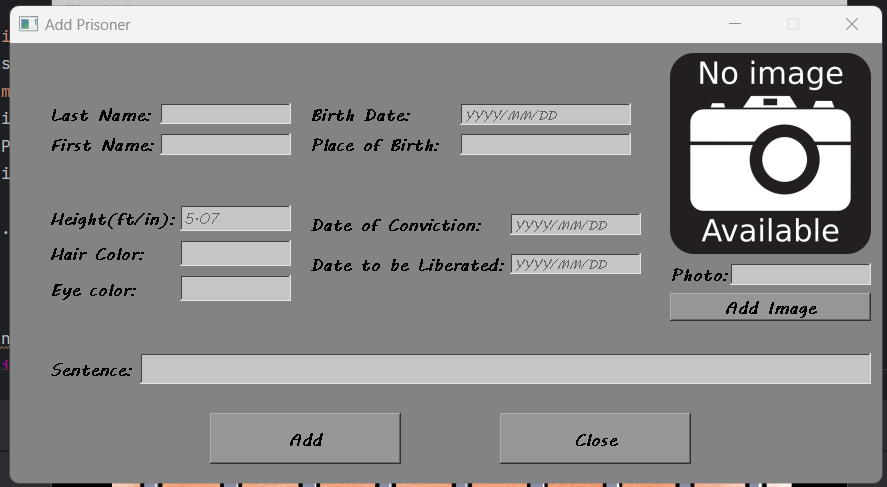 Add Prisoner
No image
Available
Last Name:
Birth Date: YYYY/MM/DD
First Name:
Place of Birth:
Height(ft/in): 5-07
Date of Conviction: YYYY/MM/DD
Hair Color:
Date to be Liberated: YYYY/MM/DD
Eye color:
Photo:
Add Image
Sentence:
Add
Close